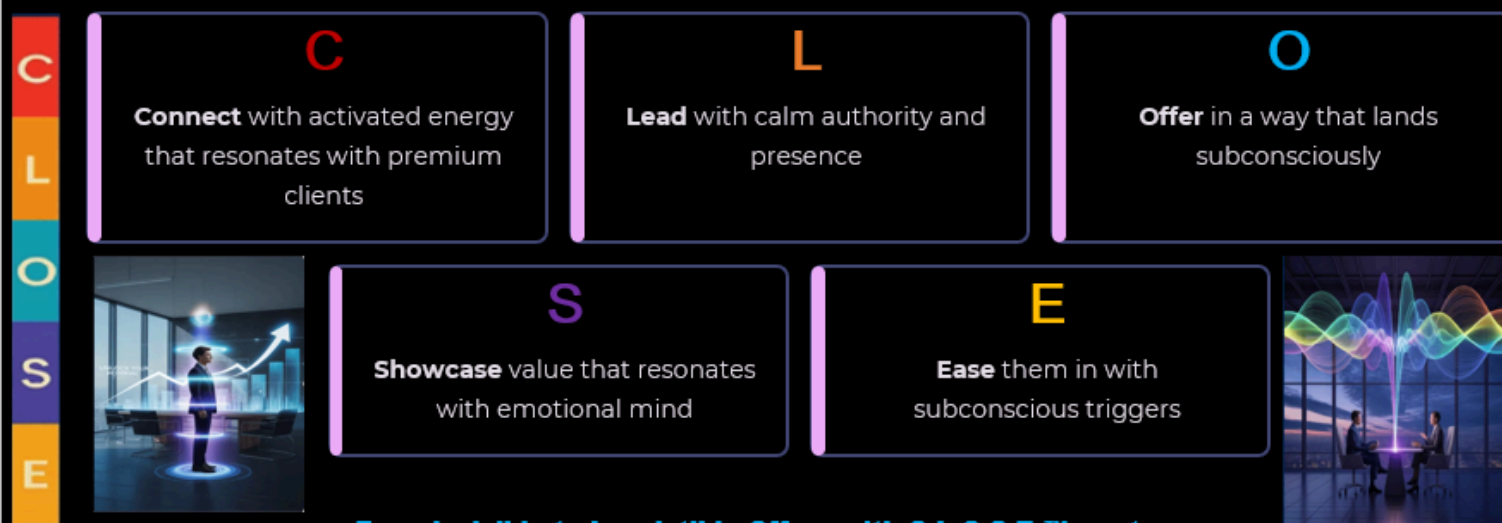 C
L
O
S
E
C
Connect with activated energy
that resonates with premium
clients
L
Lead with calm authority and
presence
O
Offer in a way that lands
subconsciously
S
Showcase value that resonates
with emotional mind
E
Ease them in with
subconscious triggers